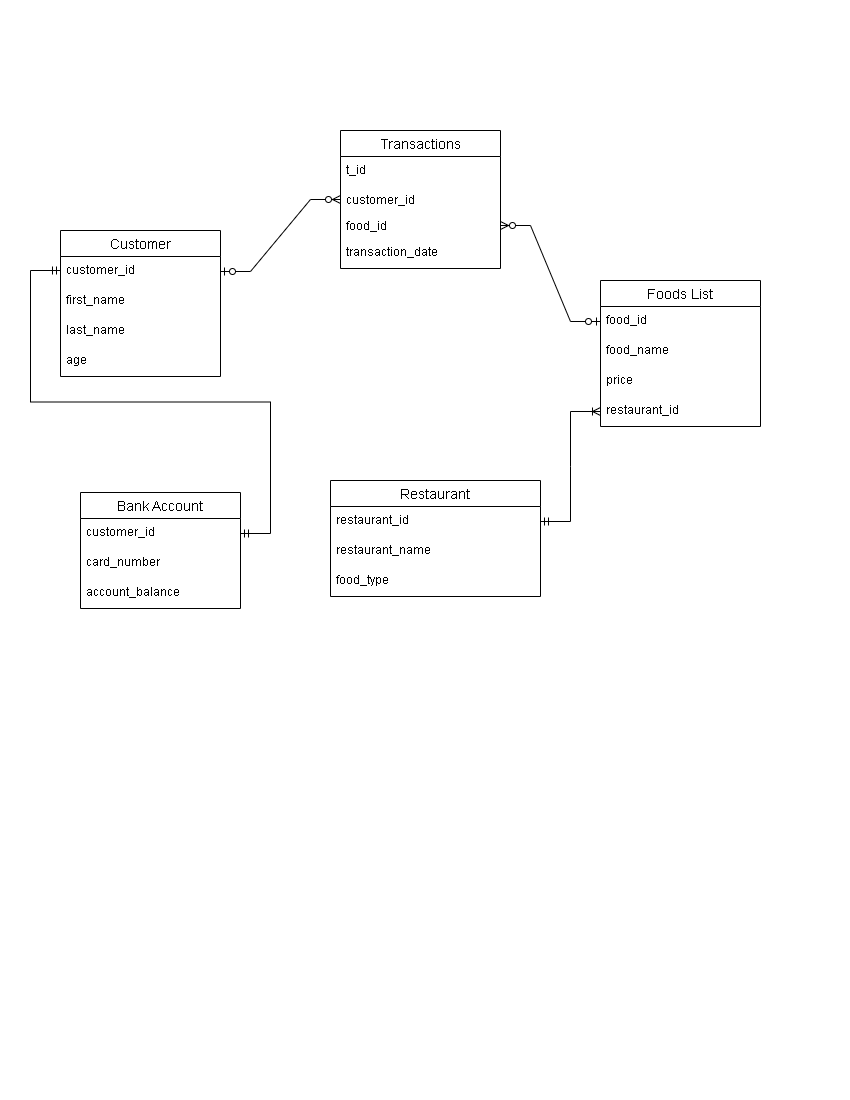 Transactions
t_id
customer_id
food_id
transaction_date
Customer
customer_id
first_name
last_name
age
Foods List
food_id
food_name
price
restaurant_id
Bank Account
customer_id
card_number
account_balance
Restaurant
restaurant_id
restaurant_name
food_type